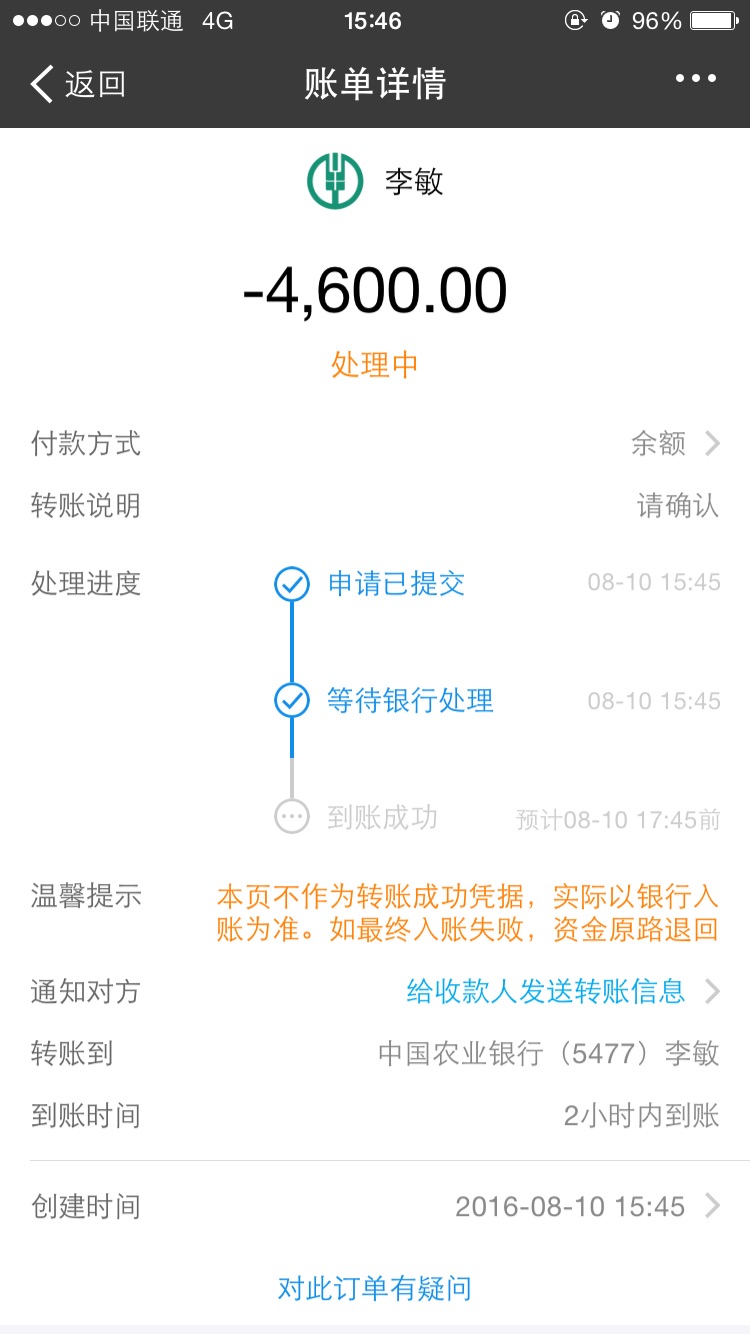 中国联通 4G 15:46 96%
返回 账单详情
李敏
-4,600.00
处理中
付款方式 余额
转账说明 请确认
处理进度 申请已提交 08-10 15:45
等待银行处理 08-10 15:45
到账成功 预计08-10 17:45前
温馨提示 本页不作为转账成功凭据，实际以银行入
账为准。如最终入账失败，资金原路退回
通知对方 给收款人发送转账信息
转账到 中国农业银行（5477）李敏
到账时间 2小时内到账
创建时间 2016-08-10 15:45
对此订单有疑问